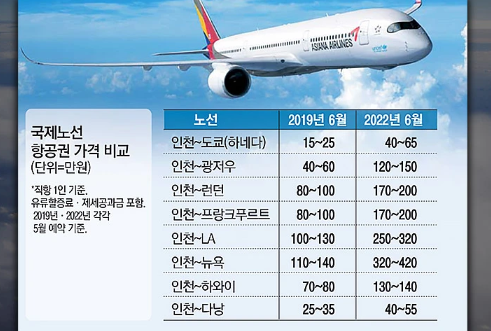 ASIANA AIRLINES
국제노선
항공권 가격 비교
(단위=만원)
*직항 1인 기준.
유류할증료·제세공과금 포함.
2019년·2022년 각각
5월 예약 기준.
노선 2019년 6월 2022년 6월
인천~도쿄(하네다) 15~25 40~65
인천~광저우 40~60 120~150
인천~런던 80~100 170~200
인천~프랑크푸르트 80~100 170~200
인천~LA 100~130 250~320
인천~뉴욕 110~140 320~420
인천~하와이 70~80 130~140
인천~다낭 25~35 40~55